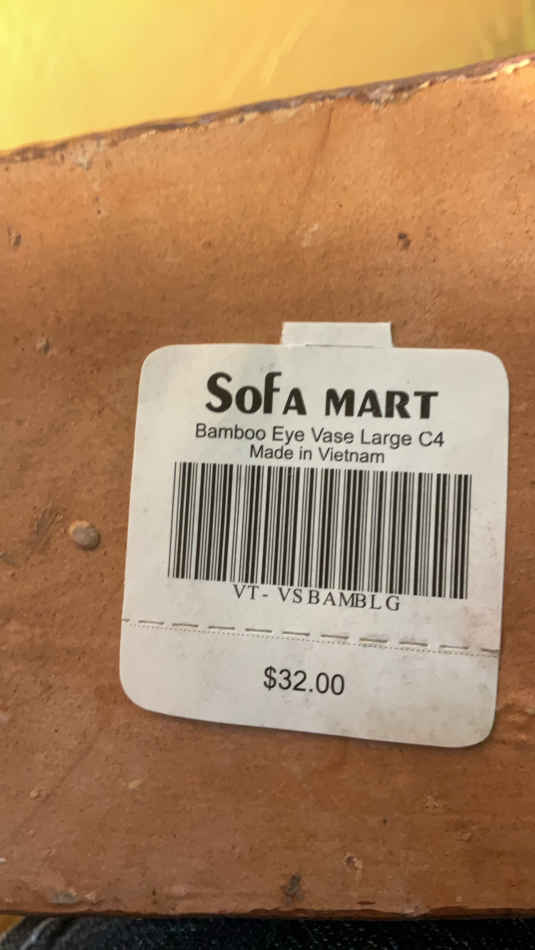 Sofa MART
Bamboo Eye Vase Large C4
Made in Vietnam
VT- VSBAMBLG
$32.00